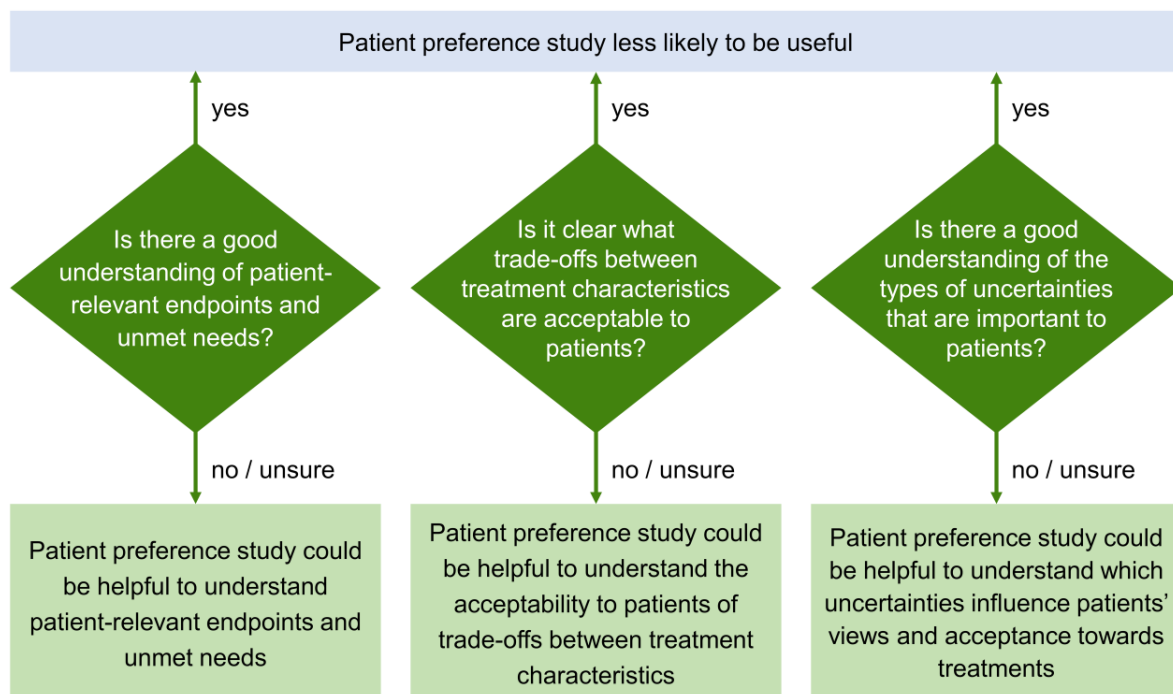 Patient preference study less likely to be useful
yes
yes
yes
Is there a good
understanding of patient-
relevant endpoints and
unmet needs?
Is it clear what
trade-offs between
treatment characteristics
are acceptable to
patients?
Is there a good
understanding of the
types of uncertainties
that are important to
patients?
no / unsure
no / unsure
no / unsure
Patient preference study could
be helpful to understand
patient-relevant endpoints and
unmet needs
Patient preference study could
be helpful to understand the
acceptability to patients of
trade-offs between treatment
characteristics
Patient preference study could
be helpful to understand which
uncertainties influence patients’
views and acceptance towards
treatments